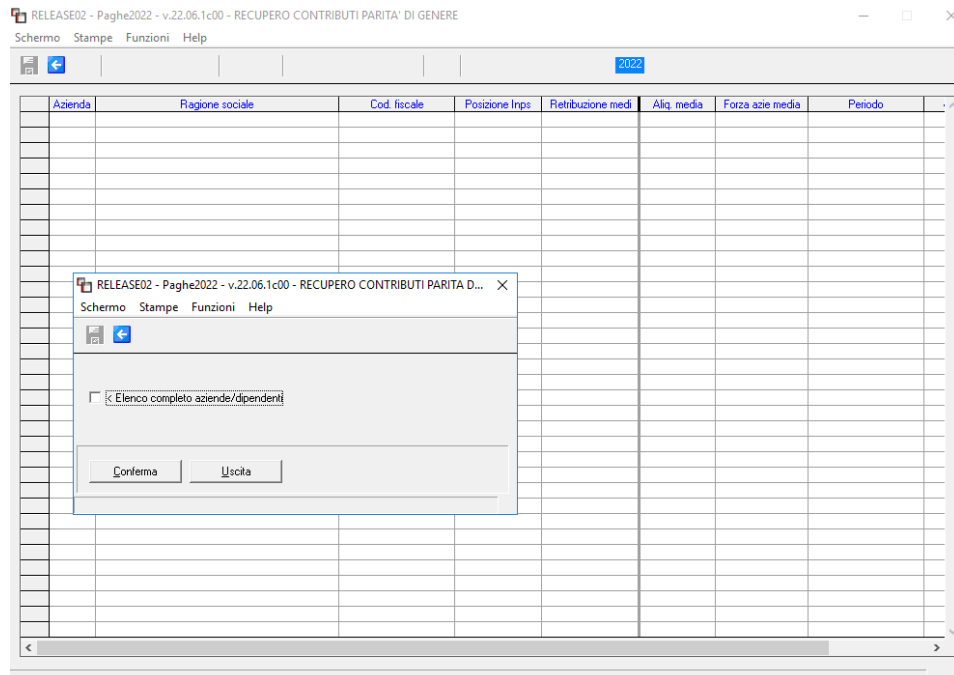 RELEASE02 - Paghe2022 - v.22.06.1c00 - RECUPERO CONTRIBUTI PARITA' DI GENERE
Schermo Stampe Funzioni Help
2022
Azienda Ragione sociale Cod. fiscale Posizione Inps Retribuzione medi Aliq. media Forza azie media Periodo
RELEASE02 - Paghe2022 - v.22.06.1c00 - RECUPERO CONTRIBUTI PARITA D...
Schermo Stampe Funzioni Help
< Elenco completo aziende/dipendenti
Conferma Uscita